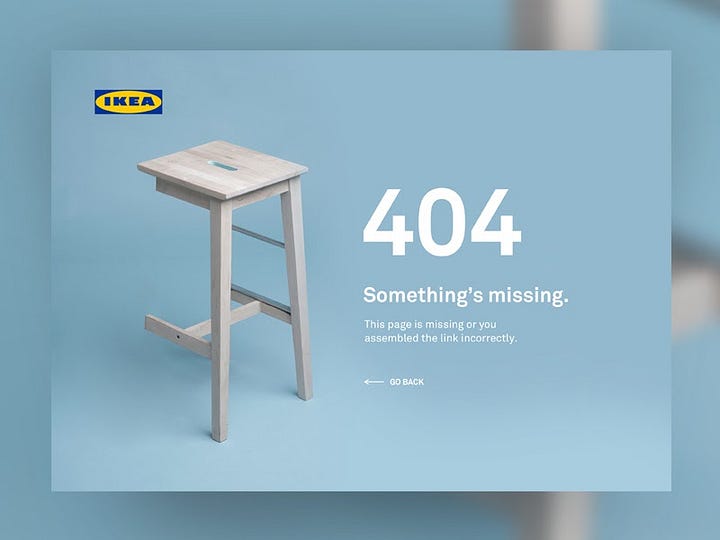 IKEA
404
Something's missing.
This page is missing or you
assembled the link incorrectly.
GO BACK